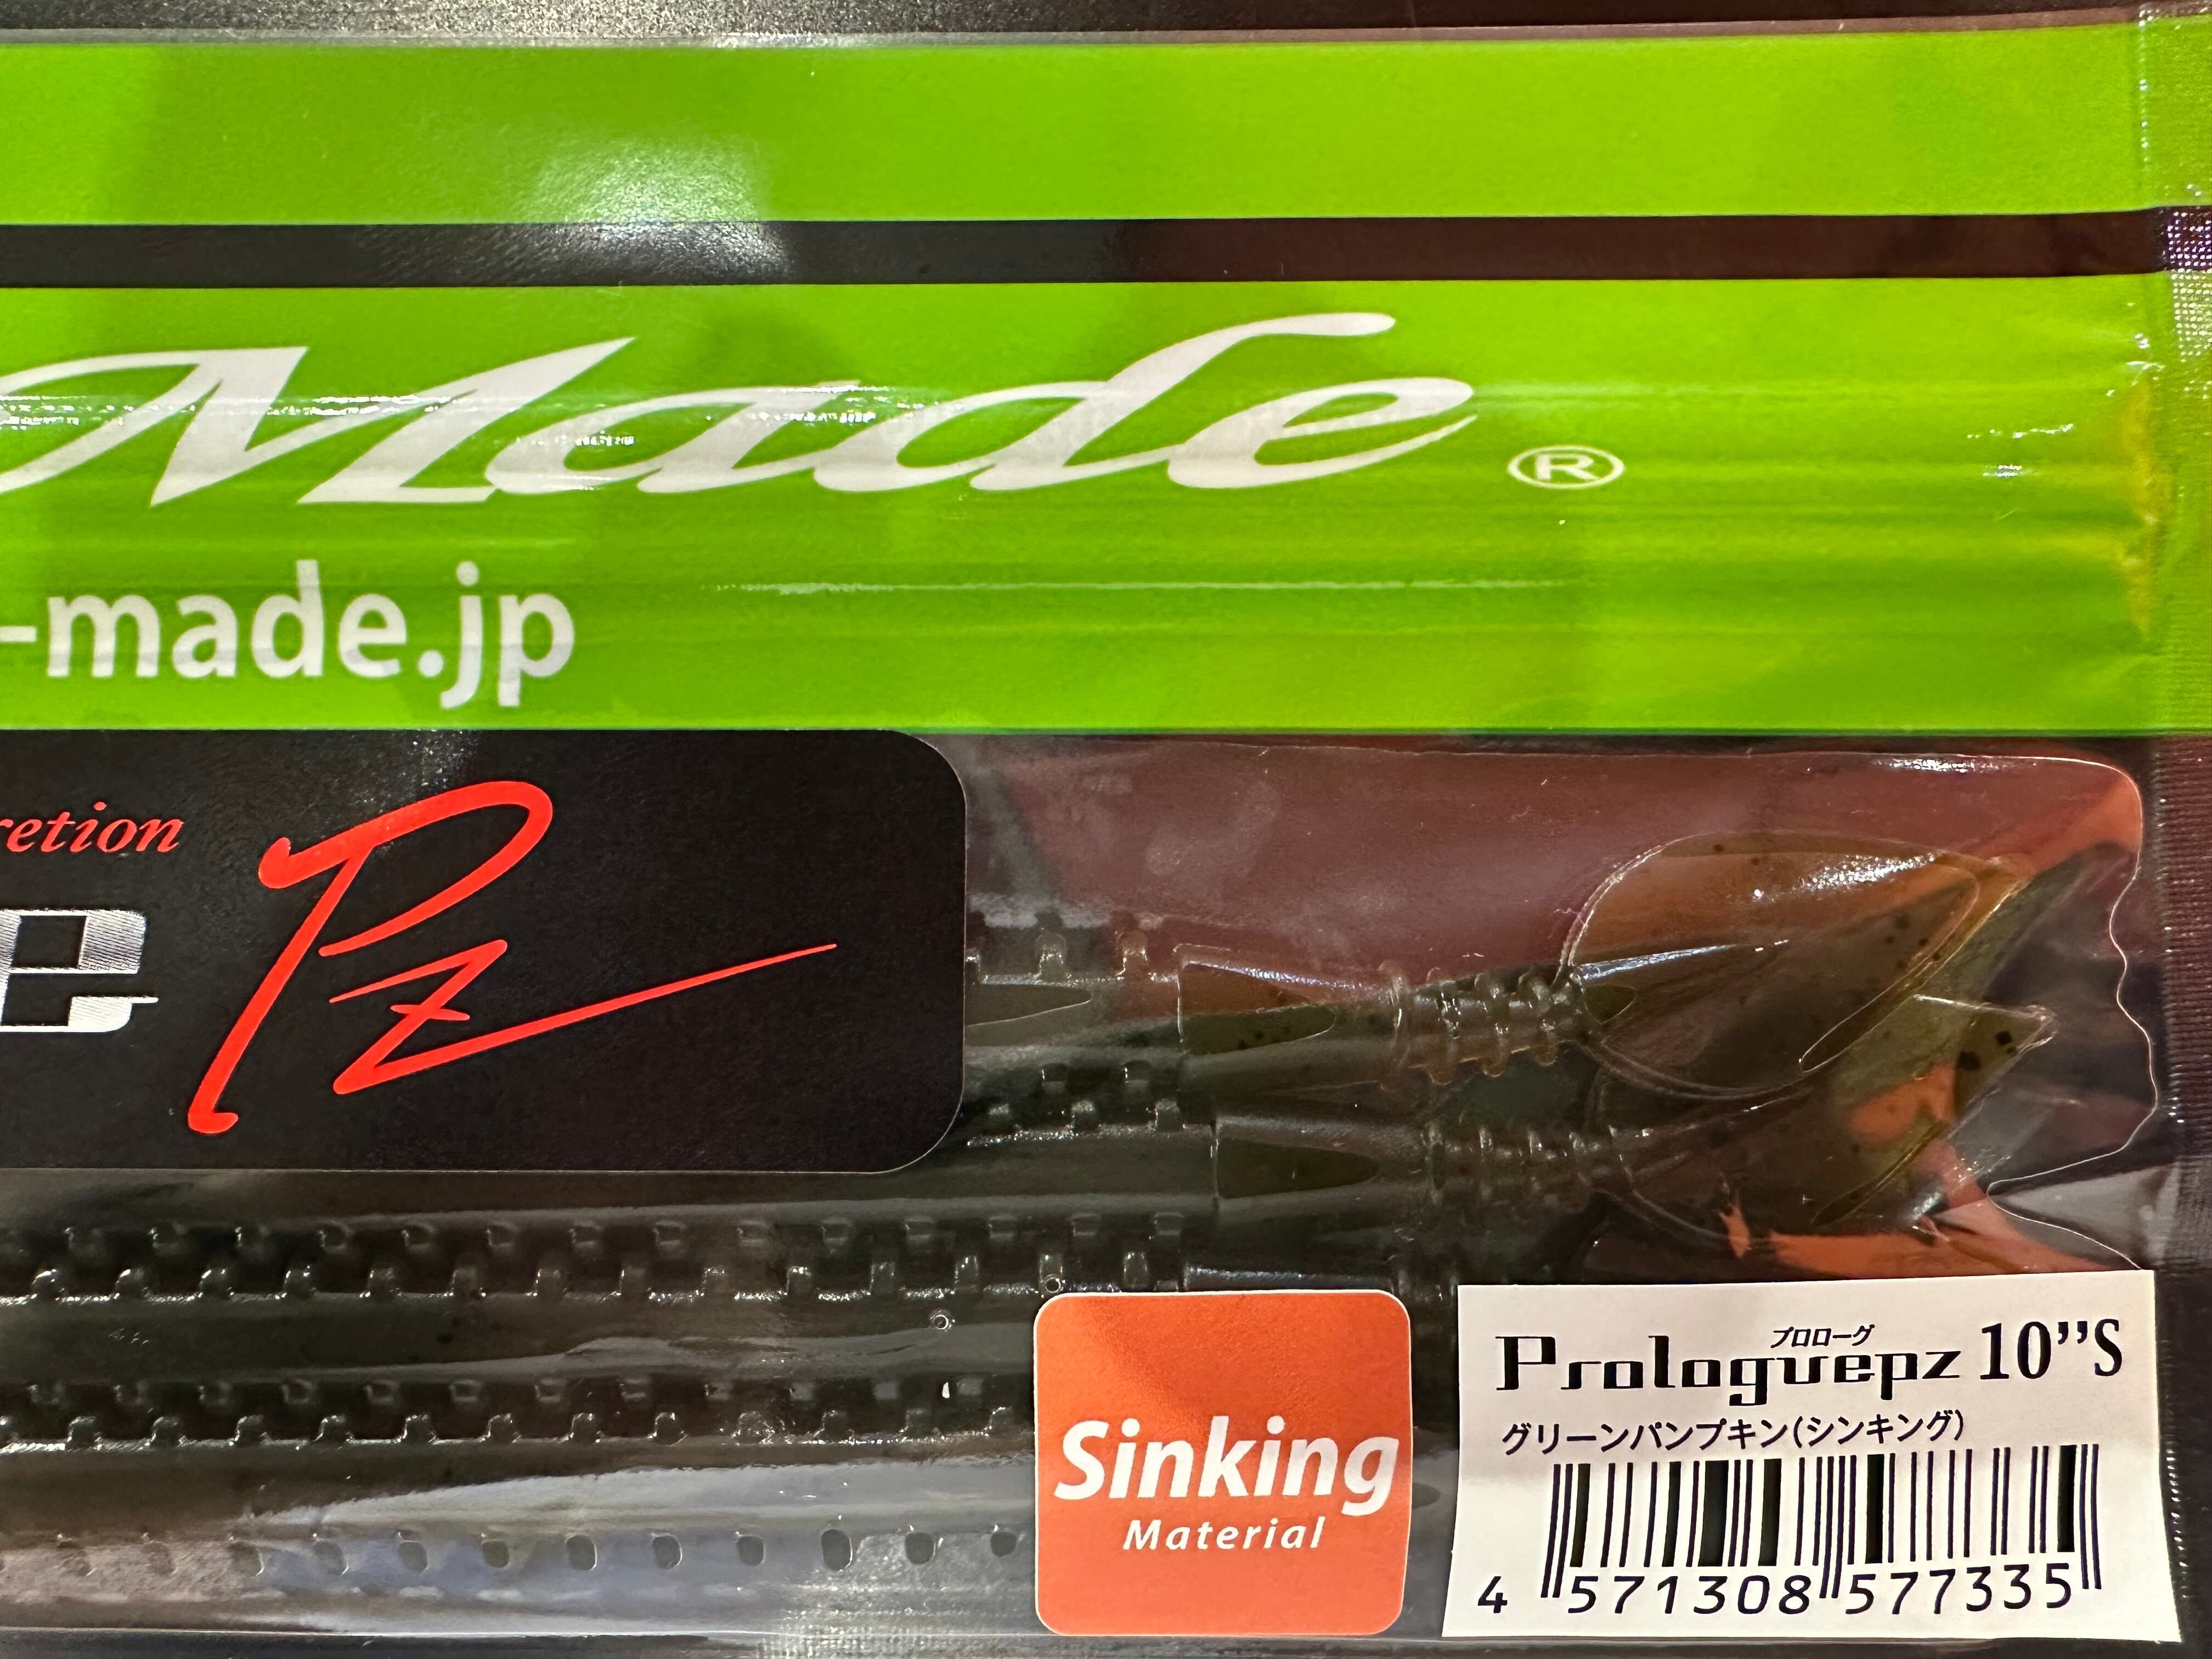 Made ®
-made.jp
retion
e Pz
Sinking
Material
プロローグ
Prologuepz 10”S
グリーンパンプキン(シンキング)
4 571308 577335